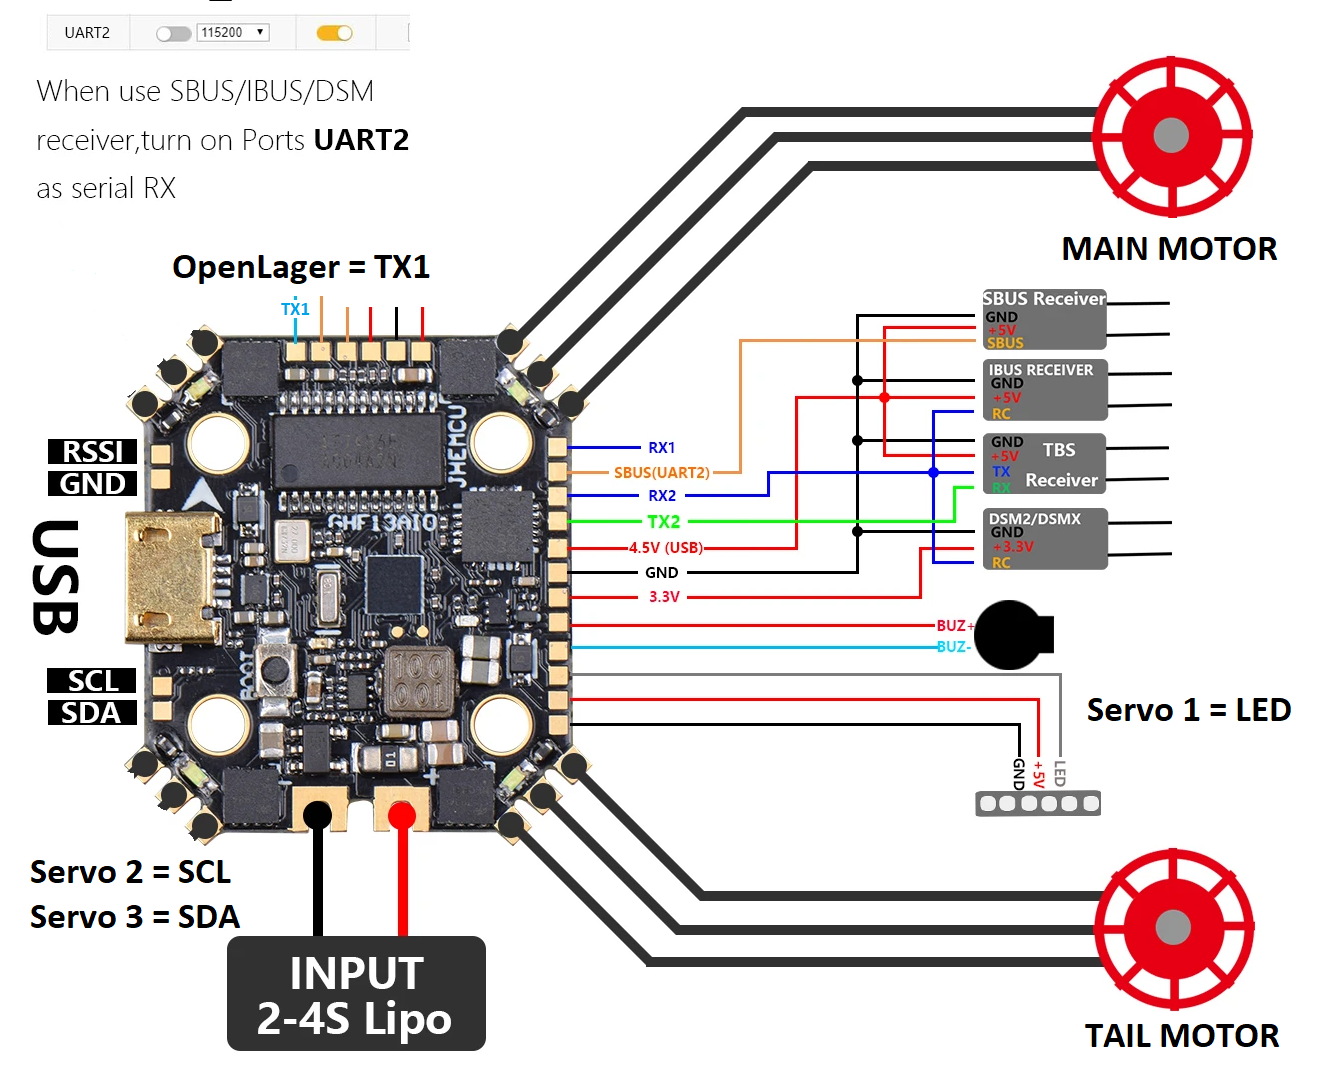 UART2 115200
When use SBUS/IBUS/DSM
receiver,turn on Ports UART2
as serial RX
OpenLager = TX1
TX1
MAIN MOTOR
SBUS Receiver
GND
+5V
SBUS
IBUS RECEIVER
GND
+5V
RC
GND
+5V
TBS
TX
RX
Receiver
DSM2/DSMX
GND
+3.3V
RC
RSSI
GND
USB
SCL
SDA
JHEMCU
GHF13AIO
BOOT
100
001
RX1
SBUS(UART2)
RX2
TX2
4.5V (USB)
GND
3.3V
BUZ+
BUZ-
Servo 1 = LED
GND
+5V
LED
Servo 2 = SCL
Servo 3 = SDA
INPUT
2-4S Lipo
TAIL MOTOR